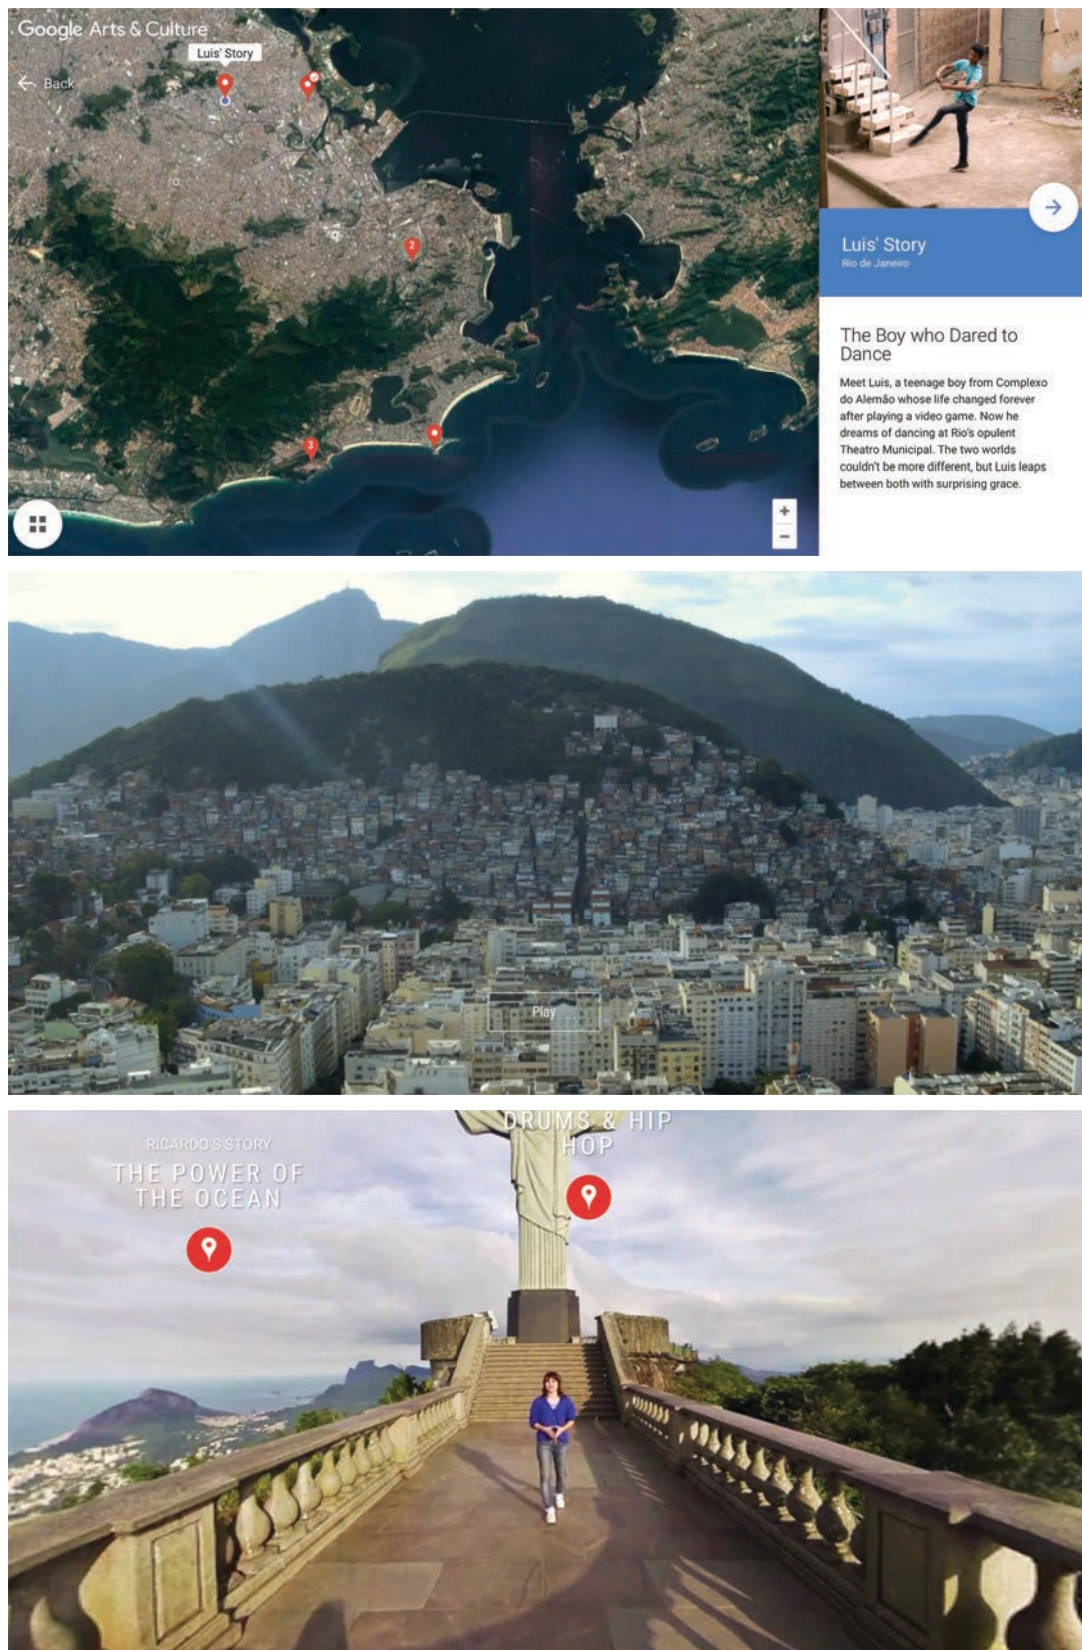 Google Arts & Culture
Luis' Story
Back
2
3
+
−
Luis' Story
Rio de Janeiro
The Boy who Dared to
Dance
Meet Luis, a teenage boy from Complexo
do Alemão whose life changed forever
after playing a video game. Now he
dreams of dancing at Rio's opulent
Theatro Municipal. The two worlds
couldn't be more different, but Luis leaps
between both with surprising grace.
Play
RICARDO'S STORY
THE POWER OF
THE OCEAN
DRUMS & HIP
HOP